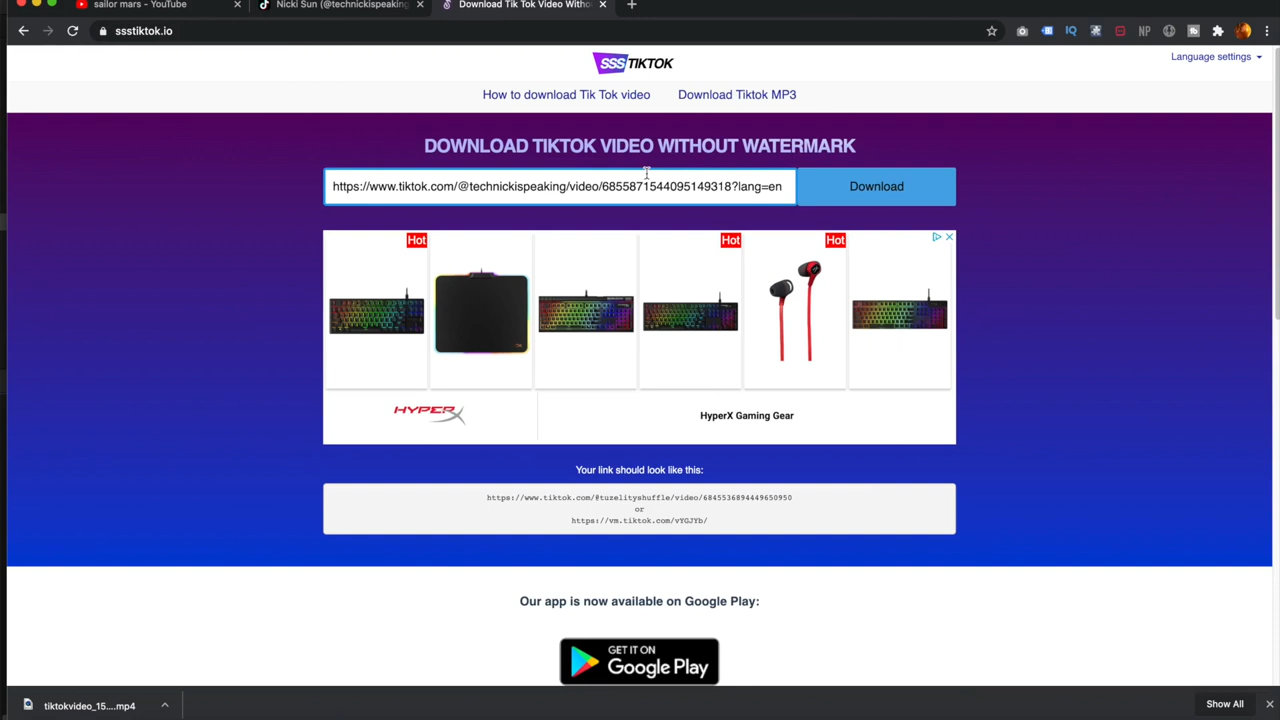 sailor mars - YouTube
Nicki Sun (@technickispeaking)
Download Tik Tok Video Witho
ssstiktok.io
Language settings
SSSTIKTOK
How to download Tik Tok video
Download Tiktok MP3
DOWNLOAD TIKTOK VIDEO WITHOUT WATERMARK
https://www.tiktok.com/@technickispeaking/video/6855871544095149318?lang=en
Download
Hot
Hot
Hot
HYPERX
HyperX Gaming Gear
Your link should look like this:
https://www.tiktok.com/@tuzelityshuffle/video/6845536894449650950
or
https://vm.tiktok.com/vYGJYb/
Our app is now available on Google Play:
GET IT ON
Google Play
tiktokvideo_15....mp4
Show All